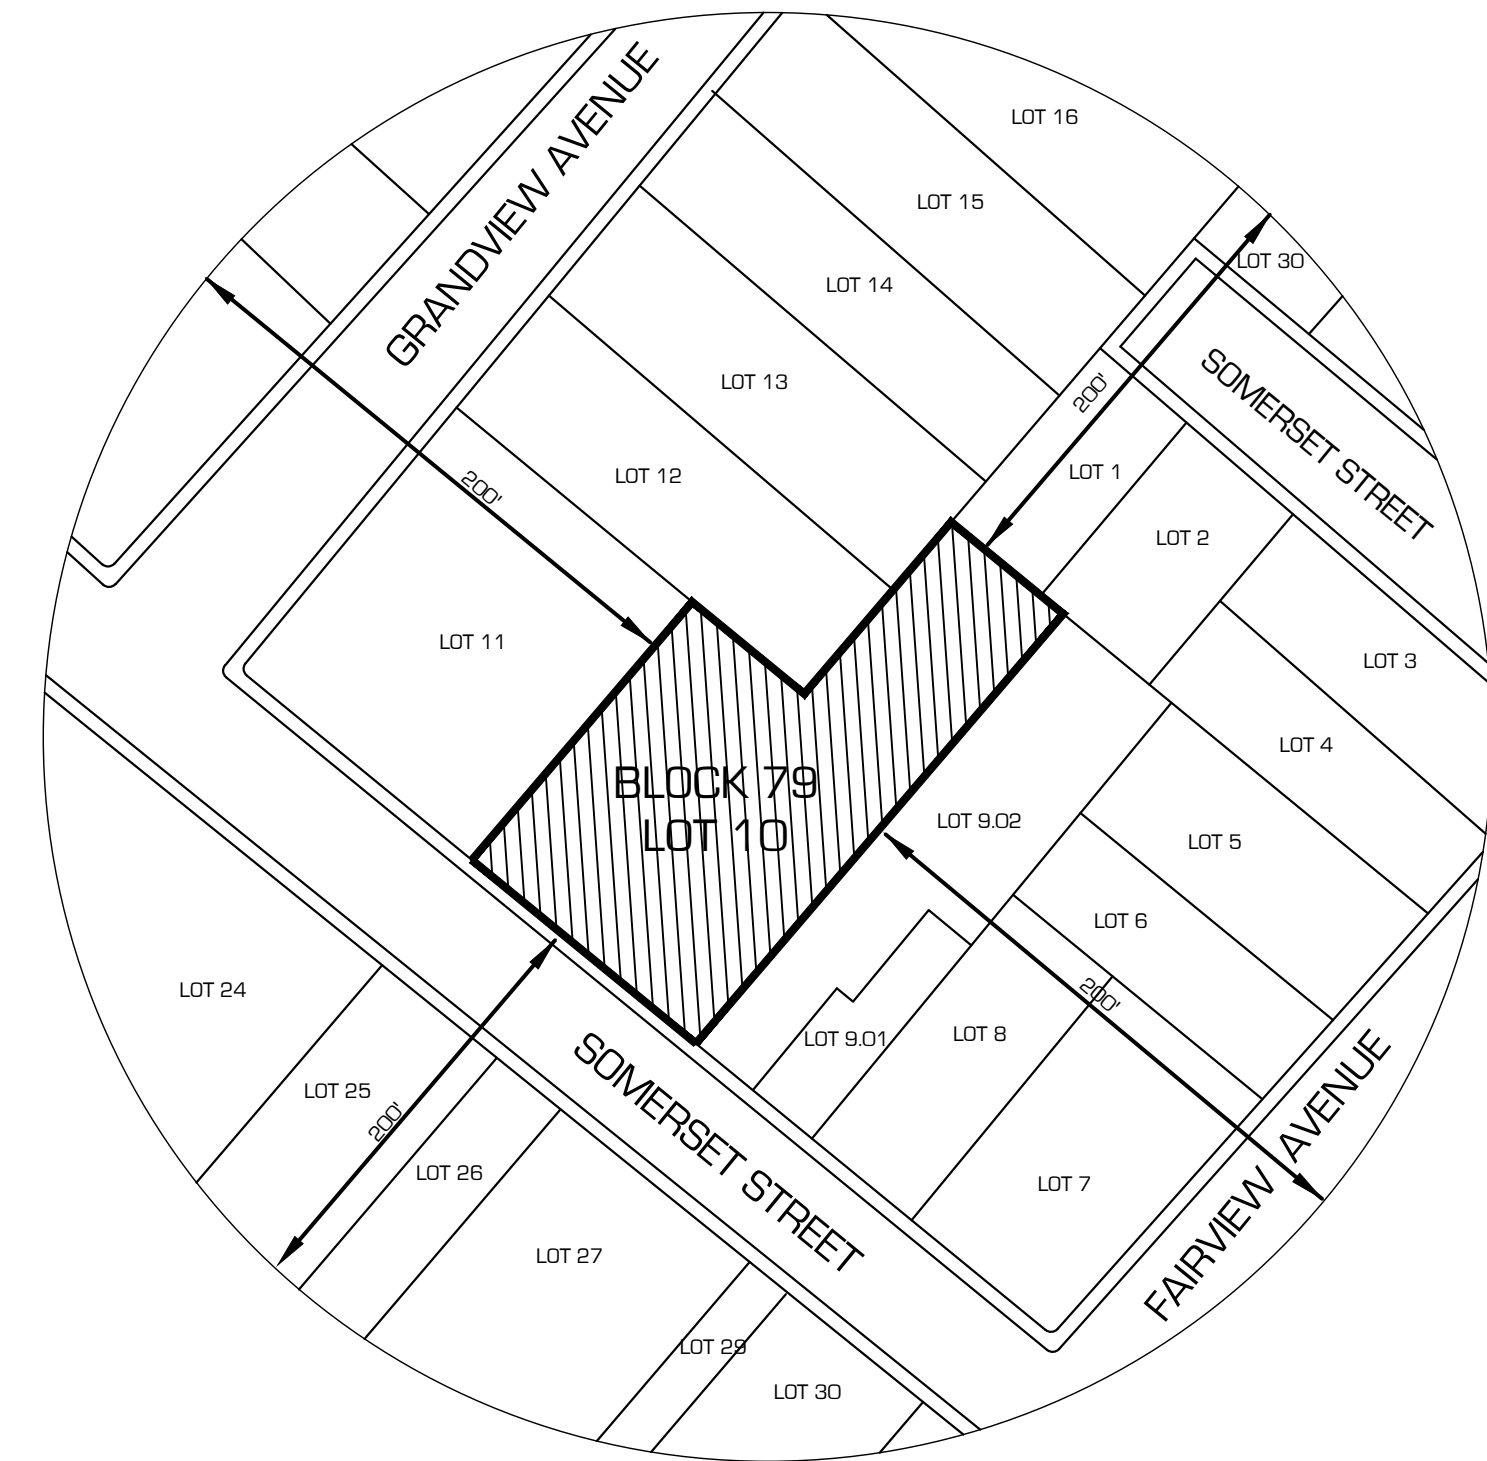 GRANDVIEW AVENUE
LOT 16
LOT 15
LOT 30
LOT 14
LOT 13
200'
SOMERSET STREET
LOT 12
LOT 1
200'
LOT 2
LOT 11
LOT 3
LOT 4
BLOCK 79
LOT 10
LOT 9.02
LOT 5
LOT 6
LOT 24
200'
LOT 9.01
LOT 8
LOT 25
200'
SOMERSET STREET
LOT 26
LOT 7
FAIRVIEW AVENUE
LOT 27
LOT 29
LOT 30